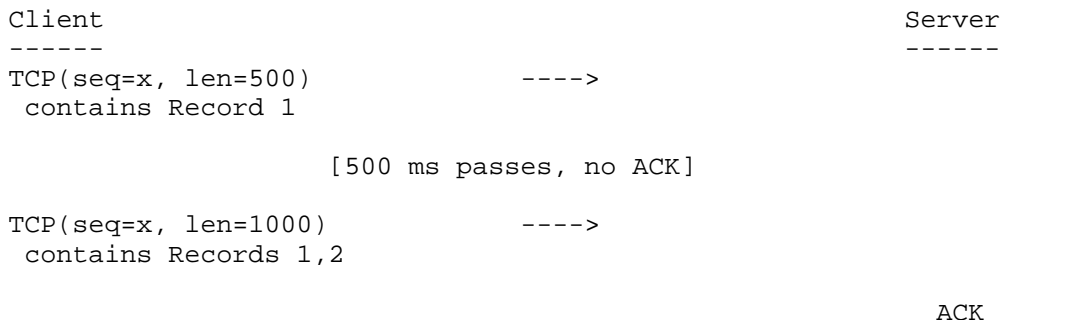 Client Server
------ ------
TCP(seq=x, len=500) ---->
contains Record 1
[500 ms passes, no ACK]
TCP(seq=x, len=1000) ---->
contains Records 1,2
ACK